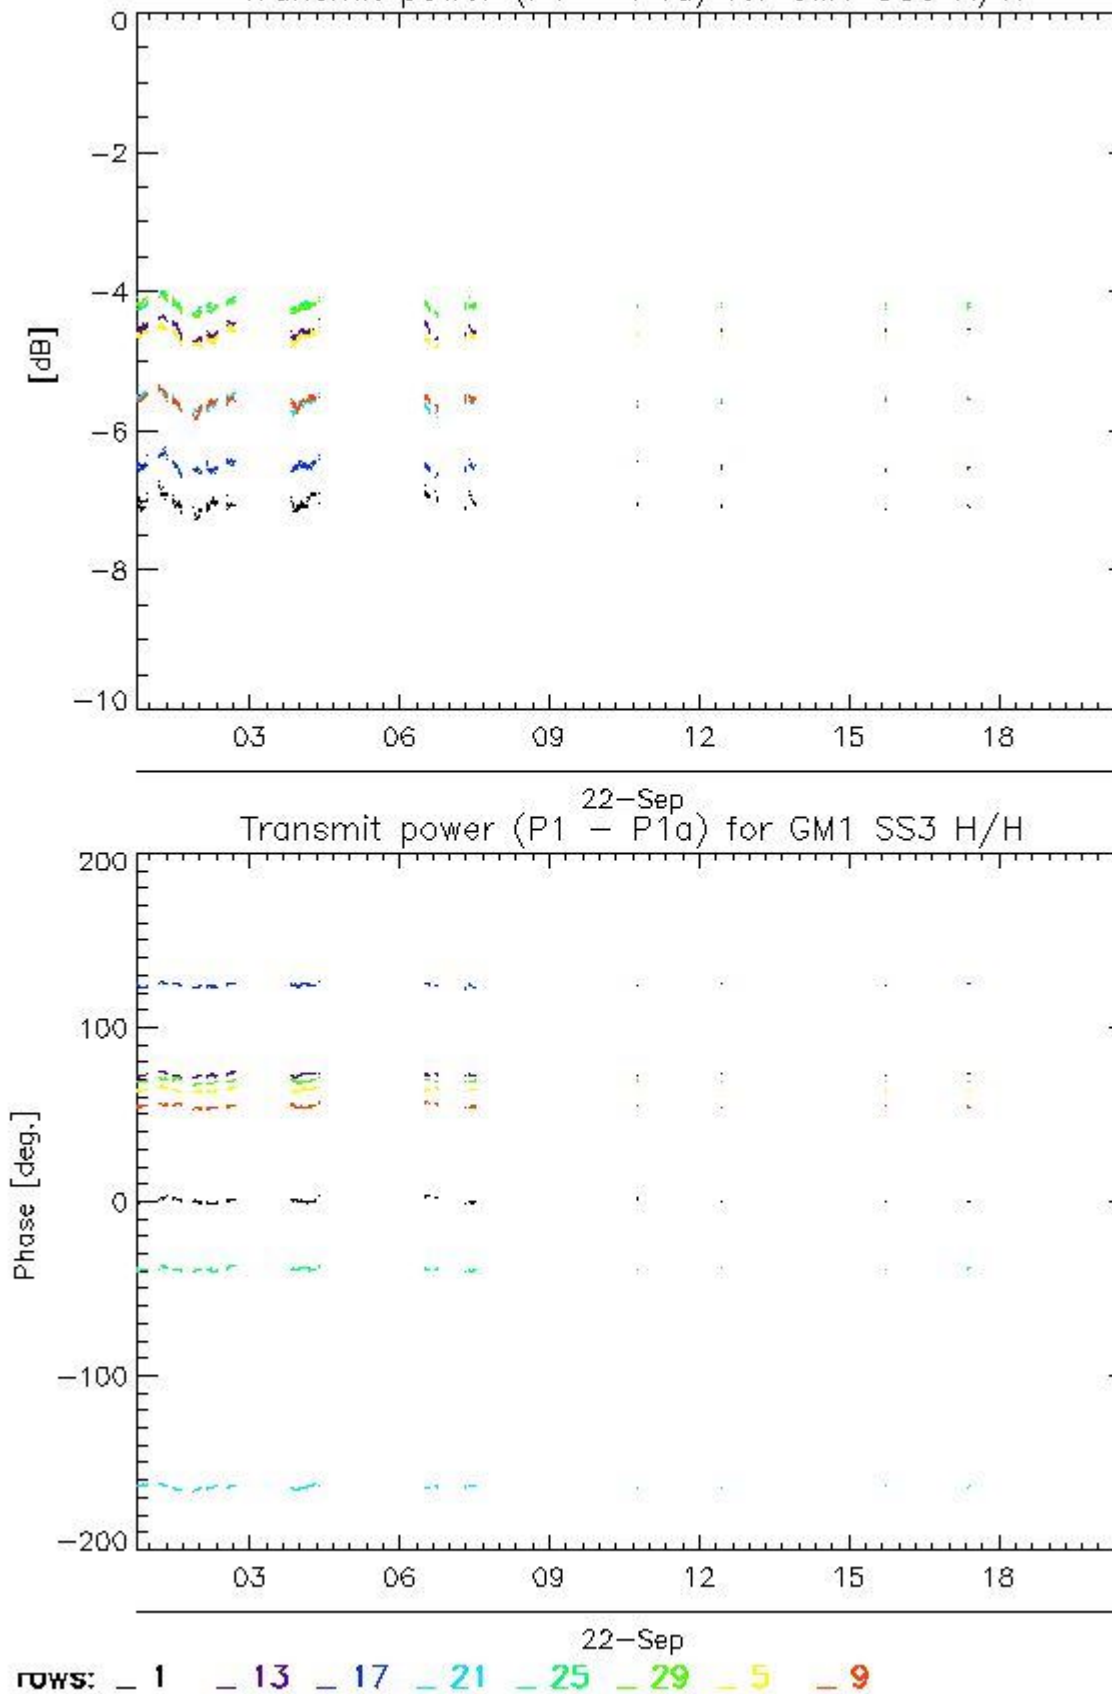 0
-2
-4
-6
-8
-10
[dB]
03 06 09 12 15 18
22-Sep
Transmit power (P1 - P1a) for GM1 SS3 H/H
200
100
0
-100
-200
Phase [deg.]
03 06 09 12 15 18
22-Sep
rows: _ 1 _ 13 _ 17 _ 21 _ 25 _ 29 _ 5 _ 9